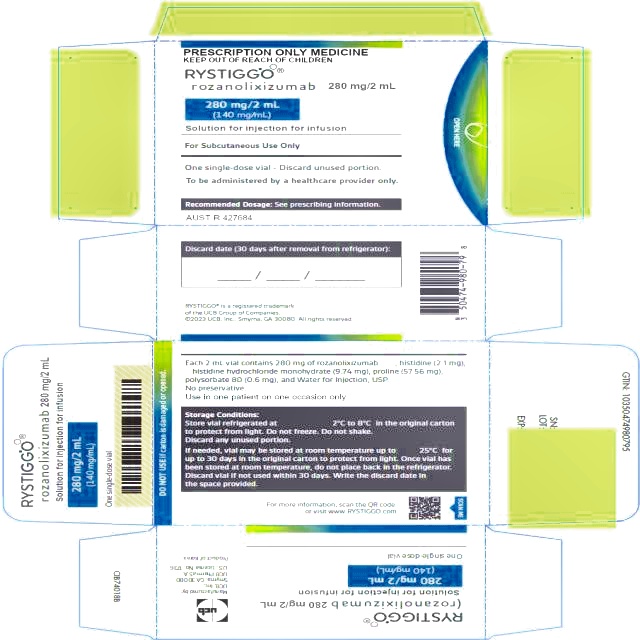 PRESCRIPTION ONLY MEDICINE
KEEP OUT OF REACH OF CHILDREN
RYSTIGGO®
rozanolixizumab 280 mg/2 mL
280 mg/2 mL
(140 mg/mL)
Solution for injection for infusion
For Subcutaneous Use Only
One single-dose vial - Discard unused portion.
To be administered by a healthcare provider only.
Recommended Dosage: See prescribing information.
AUST R 427684
OPEN HERE
Discard date (30 days after removal from refrigerator):
____ / ____ / ______
RYSTIGGO® is a registered trademark
of the UCB Group of Companies.
©2023 UCB, Inc., Smyrna, GA 30080. All rights reserved.
3 50474-980-79 8
Each 2 mL vial contains 280 mg of rozanolixizumab histidine (2.1 mg),
histidine hydrochloride monohydrate (9.74 mg), proline (57.56 mg),
polysorbate 80 (0.6 mg), and Water for Injection, USP
No preservative
Use in one patient on one occasion only
Storage Conditions:
Store vial refrigerated at 2°C to 8°C in the original carton
to protect from light. Do not freeze. Do not shake.
Discard any unused portion.
If needed, vial may be stored at room temperature up to 25°C for
up to 30 days in the original carton to protect from light. Once vial has
been stored at room temperature, do not place back in the refrigerator.
Discard vial if not used within 30 days. Write the discard date in
the space provided.
For more information, scan the QR code
or visit www.RYSTIGGO.com
SCAN ME
DO NOT USE if carton is damaged or opened.
RYSTIGGO®
rozanolixizumab 280 mg/2 mL
Solution for injection for infusion
280 mg/2 mL
(140 mg/mL)
One single-dose vial
GTIN: 10350474980795
SN:
LOT:
EXP:
RYSTIGGO®
(rozanolixizumab 280 mg/2 mL
Solution for injection for infusion
280 mg/2 mL
(140 mg/mL)
One single dose vial
Manufactured by
UCB, Inc.
Smyrna, GA 30080
ucb